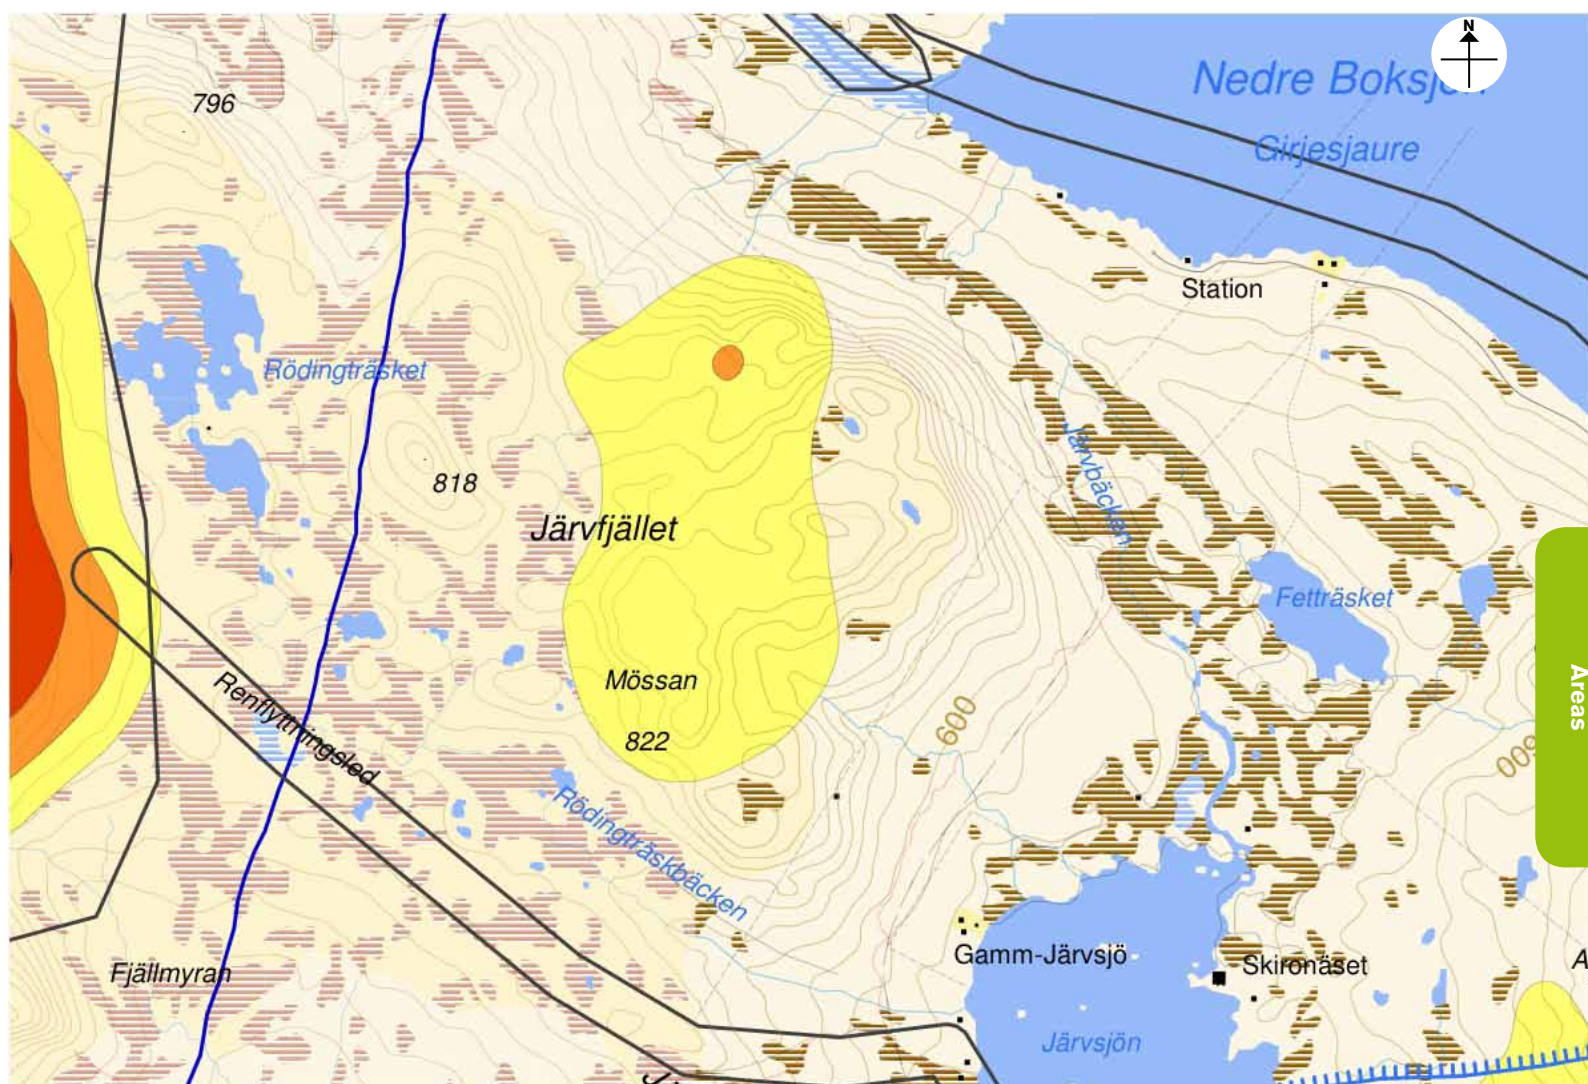 N
Nedre Boksjön
796
Girjesjaure
Station
Rödingträsket
Järvbäcken
818
Järvfjället
Fetträsket
Areas
Mössan
Renflyttningsled
600
822
600
Rödingträskbäcken
Gamm-Järvsjö
Skironäset
Fjällmyran
A
Järvsjön